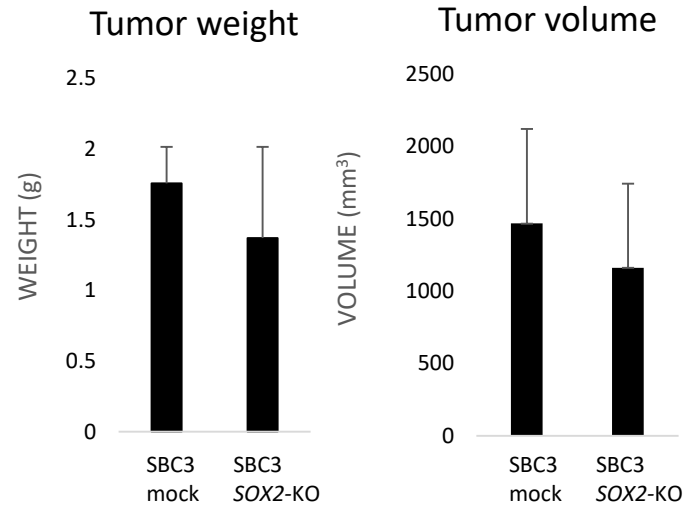 Tumor weight
WEIGHT (g)
2.5
2
1.5
1
0.5
0
SBC3 mock
SBC3 SOX2-KO
Tumor volume
VOLUME (mm³)
2500
2000
1500
1000
500
0
SBC3 mock
SBC3 SOX2-KO